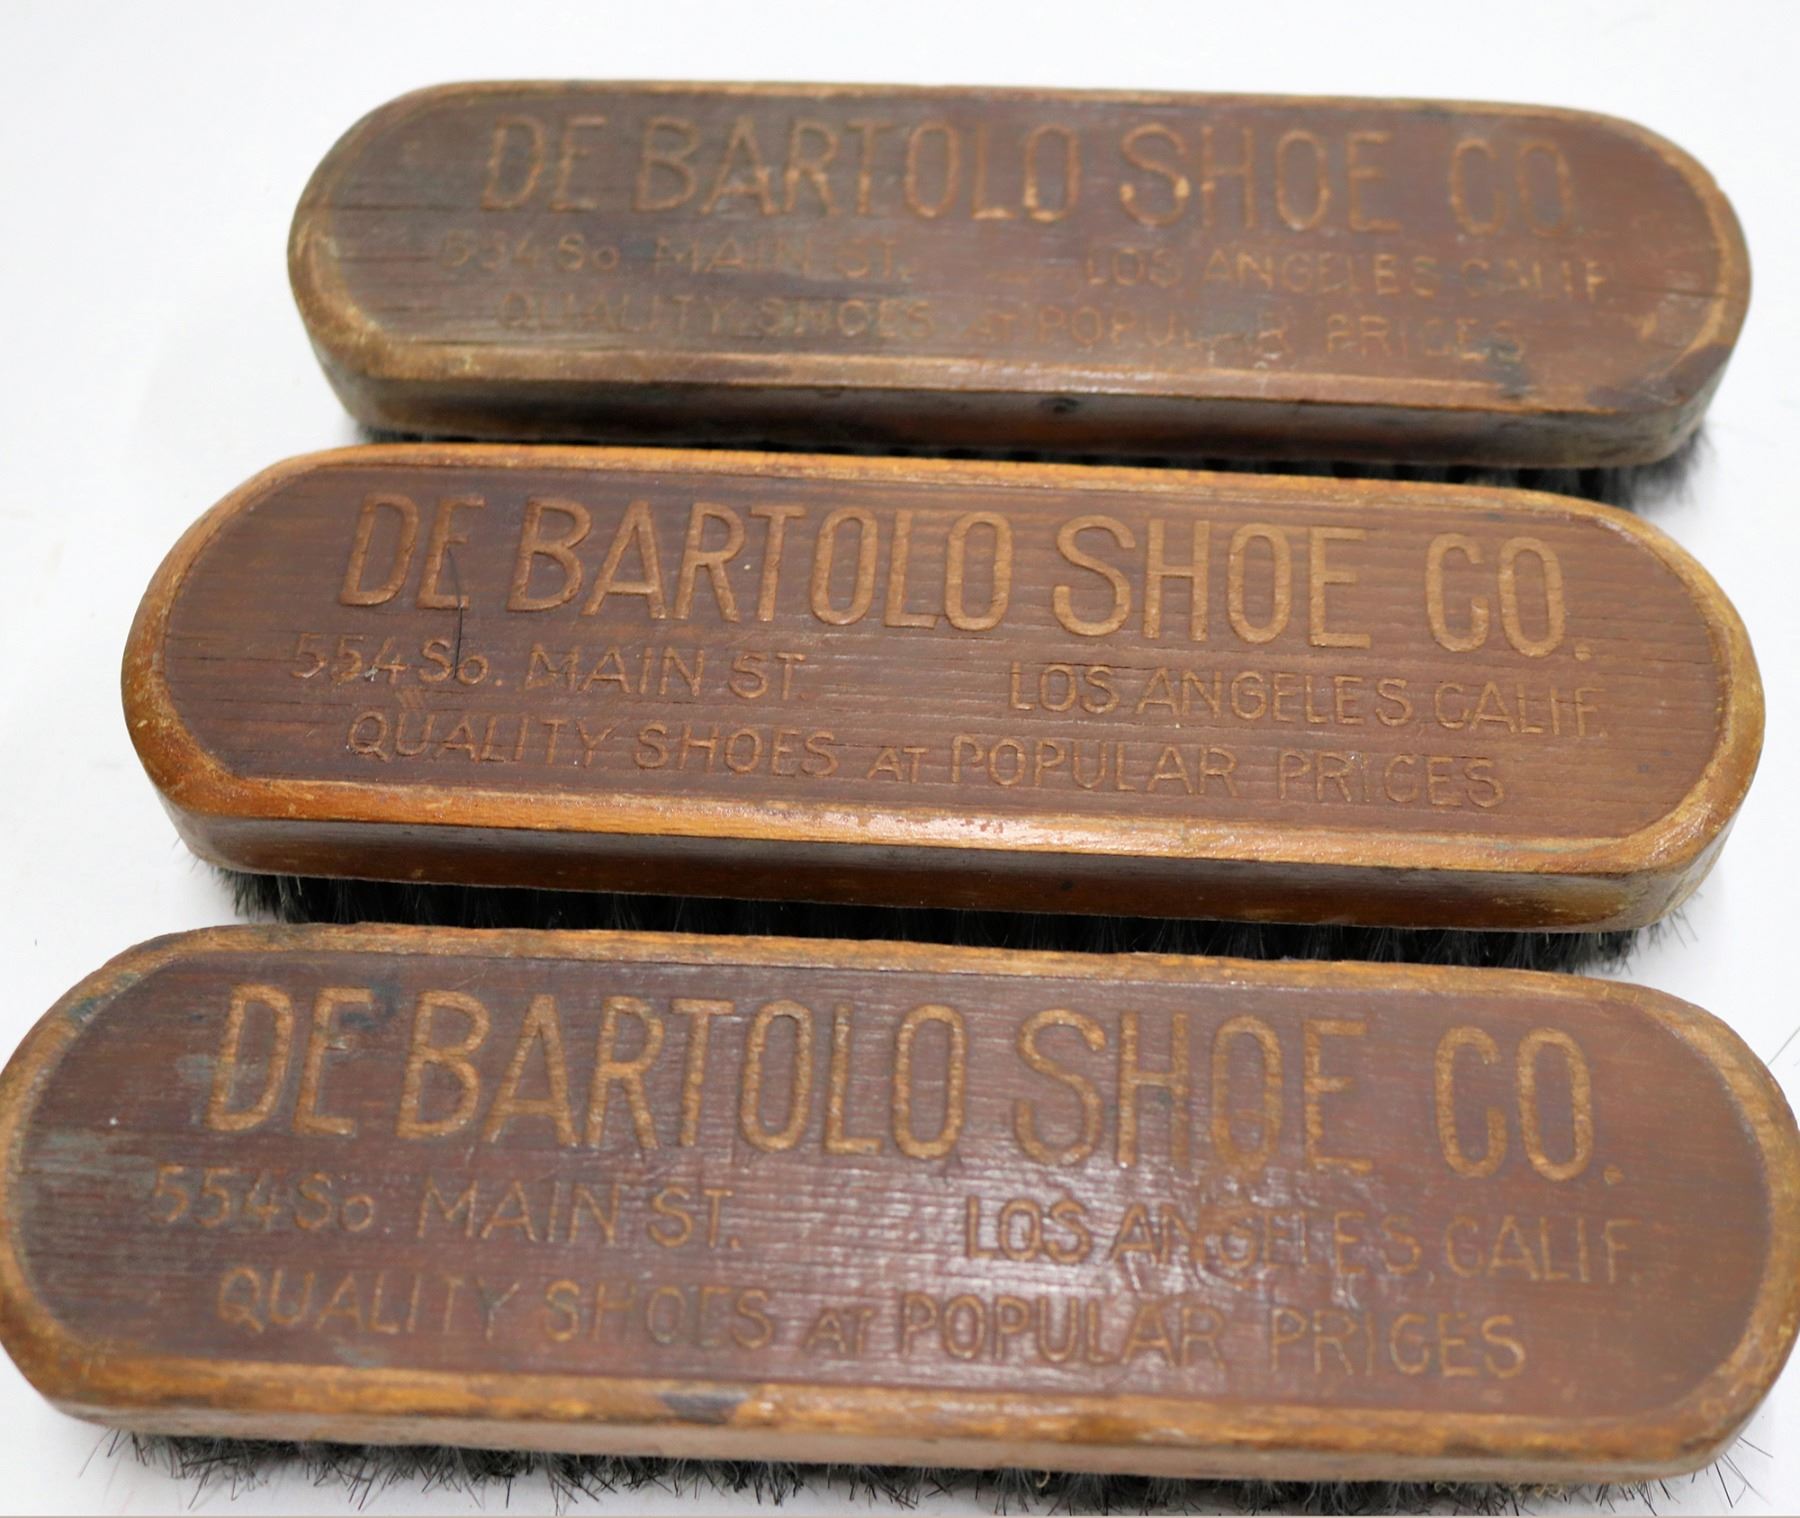 DE BARTOLO SHOE CO.
554 So. MAIN ST. LOS ANGELES, CALIF.
QUALITY SHOES AT POPULAR PRICES
DE BARTOLO SHOE CO.
554 So. MAIN ST. LOS ANGELES, CALIF.
QUALITY SHOES AT POPULAR PRICES
DE BARTOLO SHOE CO.
554 So. MAIN ST. LOS ANGELES, CALIF.
QUALITY SHOES AT POPULAR PRICES